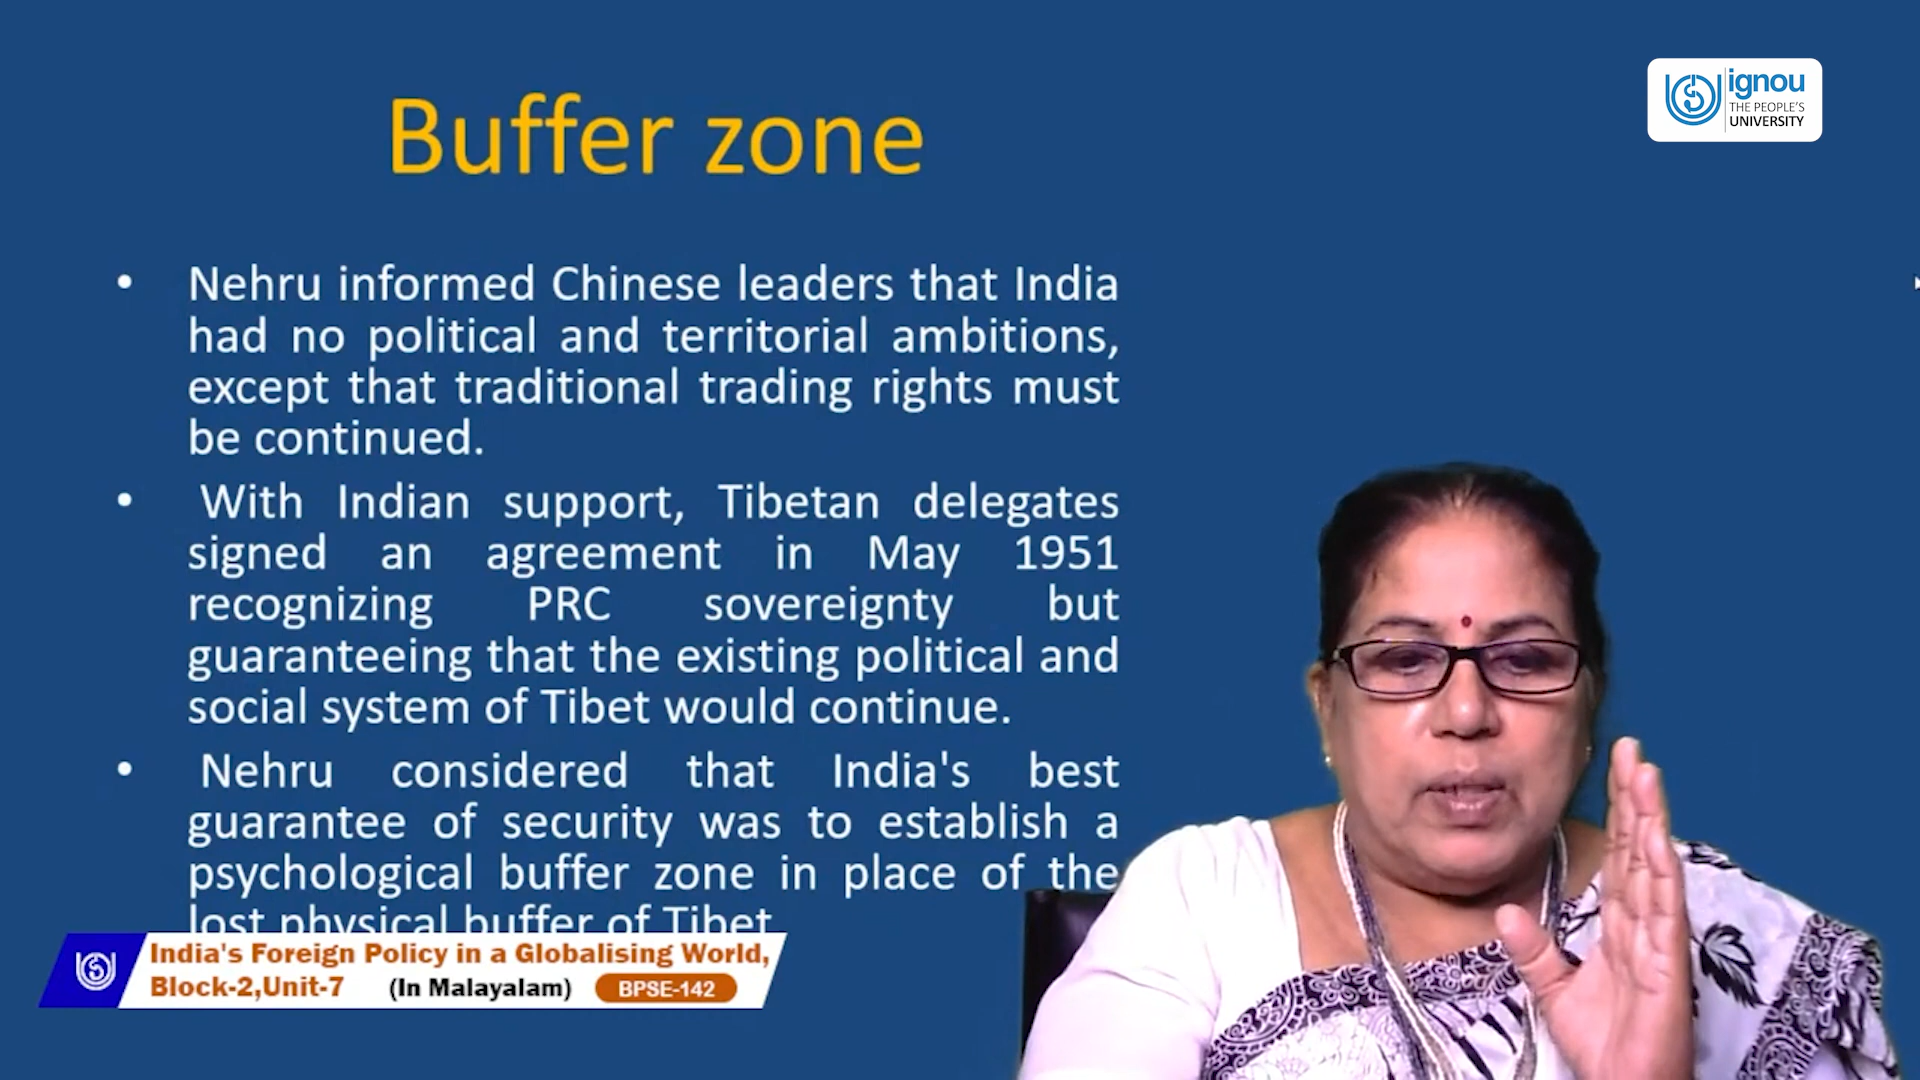 Buffer zone
ignou
THE PEOPLE'S
UNIVERSITY
• Nehru informed Chinese leaders that India
had no political and territorial ambitions,
except that traditional trading rights must
be continued.
• With Indian support, Tibetan delegates
signed an agreement in May 1951
recognizing PRC sovereignty but
guaranteeing that the existing political and
social system of Tibet would continue.
• Nehru considered that India's best
guarantee of security was to establish a
psychological buffer zone in place of the
lost physical buffer of Tibet
India's Foreign Policy in a Globalising World,
Block-2,Unit-7 (In Malayalam) BPSE-142